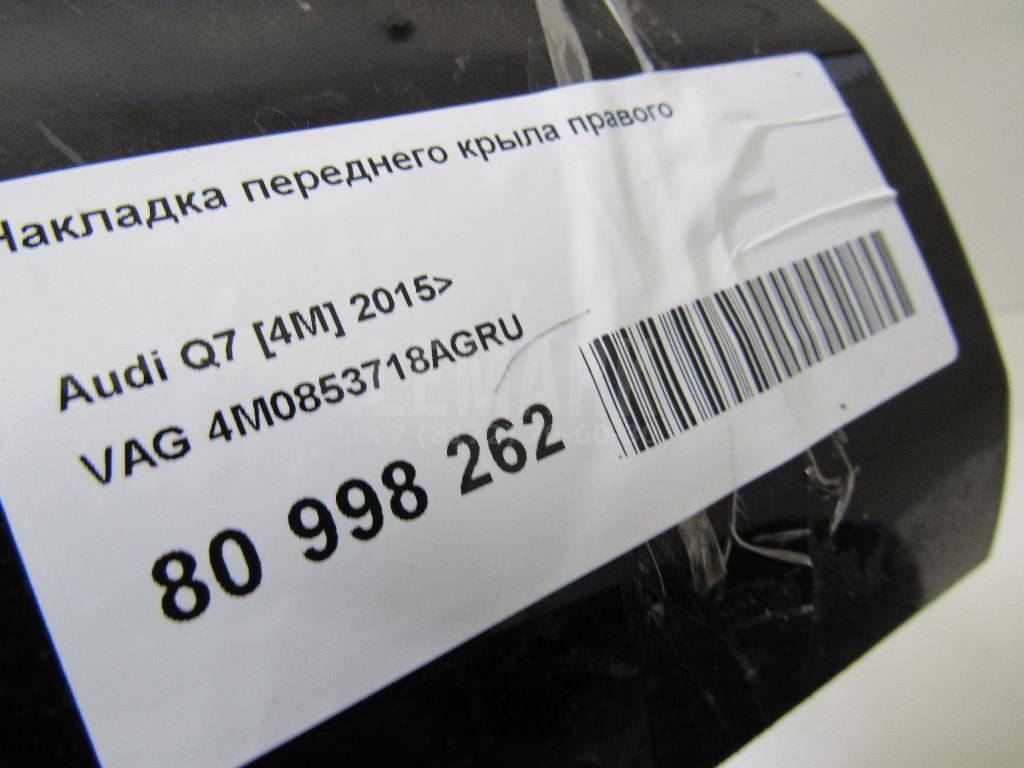 Накладка переднего крыла правого
Audi Q7 [4M] 2015>
VAG 4M0853718AGRU
80 998 262